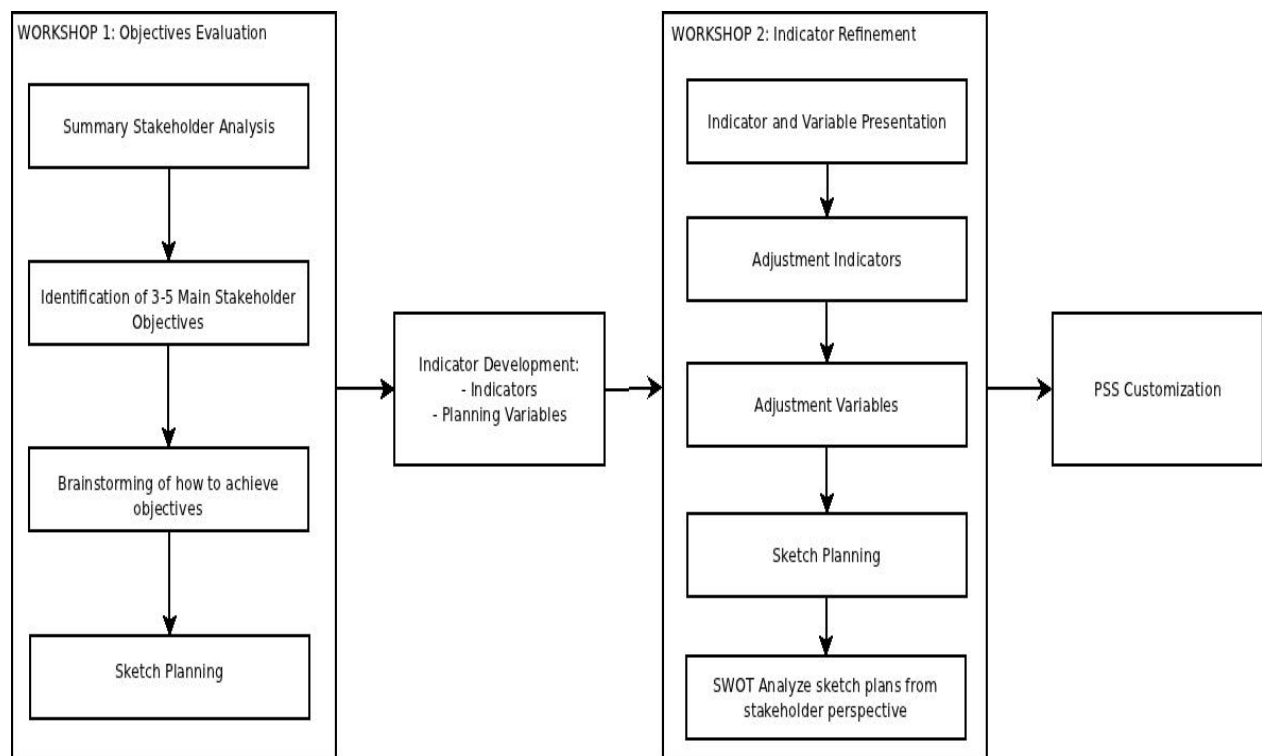 WORKSHOP 1: Objectives Evaluation
Summary Stakeholder Analysis
Identification of 3-5 Main Stakeholder
Objectives
Brainstorming of how to achieve
objectives
Sketch Planning
Indicator Development:
- Indicators
- Planning Variables
WORKSHOP 2: Indicator Refinement
Indicator and Variable Presentation
Adjustment Indicators
Adjustment Variables
Sketch Planning
SWOT Analyze sketch plans from
stakeholder perspective
PSS Customization